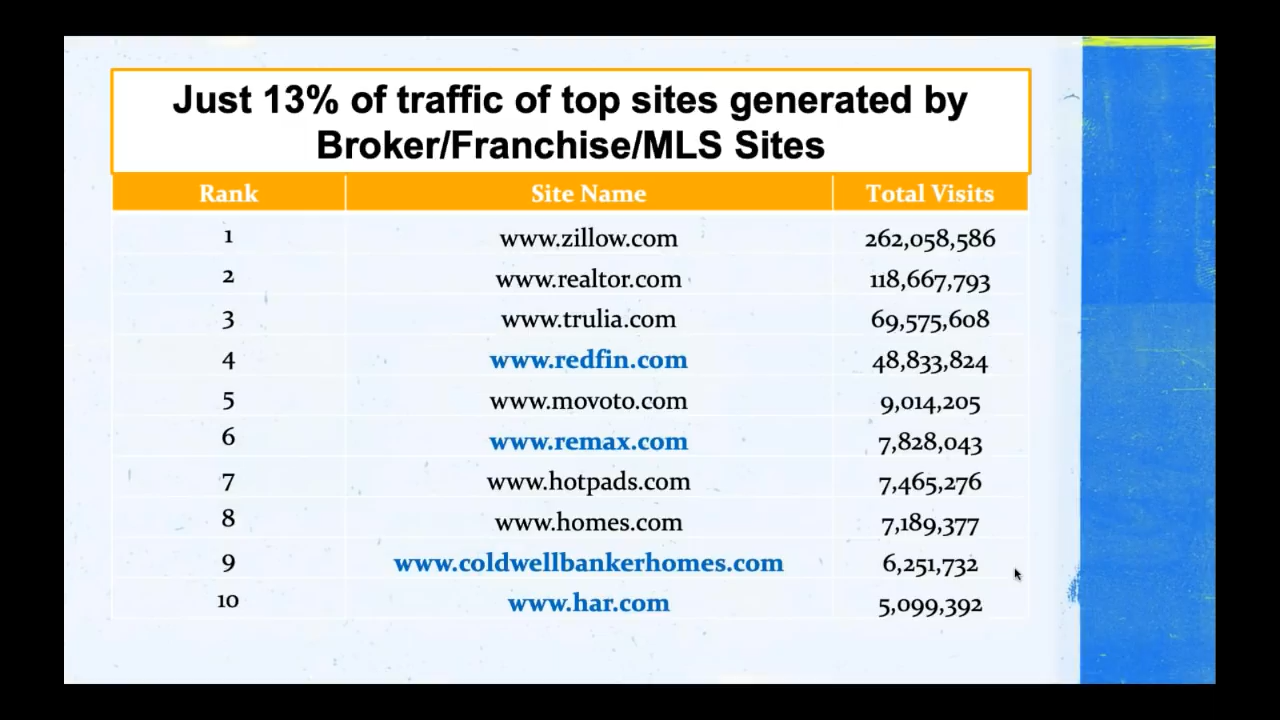 Just 13% of traffic of top sites generated by
Broker/Franchise/MLS Sites
Rank Site Name Total Visits
1 www.zillow.com 262,058,586
2 www.realtor.com 118,667,793
3 www.trulia.com 69,575,608
4 www.redfin.com 48,833,824
5 www.movoto.com 9,014,205
6 www.remax.com 7,828,043
7 www.hotpads.com 7,465,276
8 www.homes.com 7,189,377
9 www.coldwellbankerhomes.com 6,251,732
10 www.har.com 5,099,392